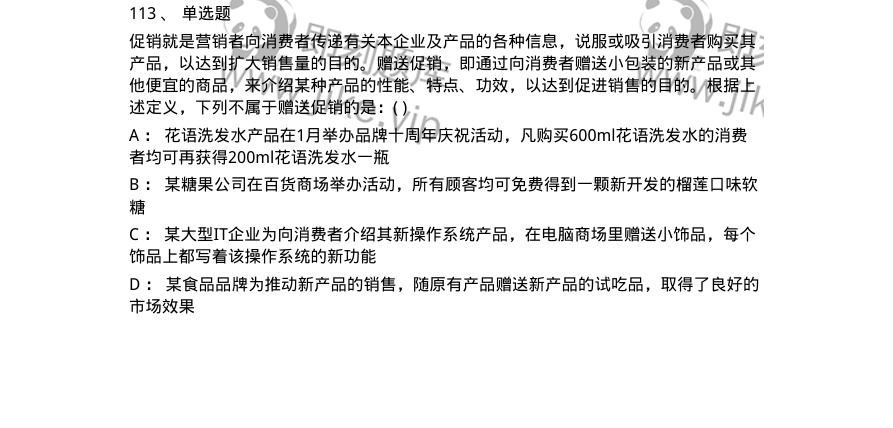 113 、 单选题
促销就是营销者向消费者传递有关本企业及产品的各种信息，说服或吸引消费者购买其
产品，以达到扩大销售量的目的。赠送促销，即通过向消费者赠送小包装的新产品或其
他便宜的商品，来介绍某种产品的性能、特点、功效，以达到促进销售的目的。根据上
述定义，下列不属于赠送促销的是：( )
A ： 花语洗发水产品在1月举办品牌十周年庆祝活动，凡购买600ml花语洗发水的消费
者均可再获得200ml花语洗发水一瓶
B ： 某糖果公司在百货商场举办活动，所有顾客均可免费得到一颗新开发的榴莲口味软
糖
C ： 某大型IT企业为向消费者介绍其新操作系统产品，在电脑商场里赠送小饰品，每个
饰品上都写着该操作系统的新功能
D ： 某食品品牌为推动新产品的销售，随原有产品赠送新产品的试吃品，取得了良好的
市场效果
即刻题库
www.jike.vip